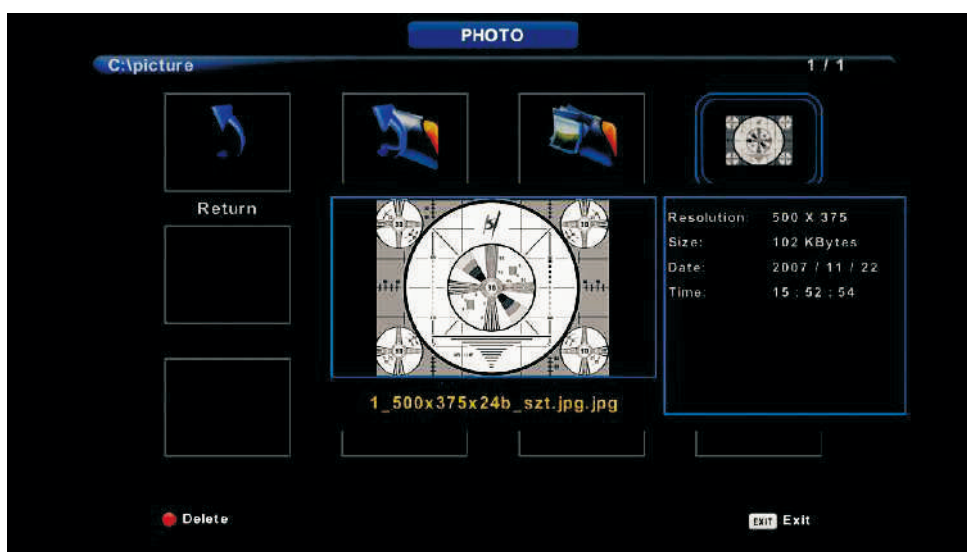 PHOTO
C:\picture
1 / 1
Return
Resolution: 500 X 375
Size: 102 KBytes
Date: 2007 / 11 / 22
Time: 15 : 52 : 54
1_500x375x24b_szt.jpg.jpg
Delete
EXIT Exit